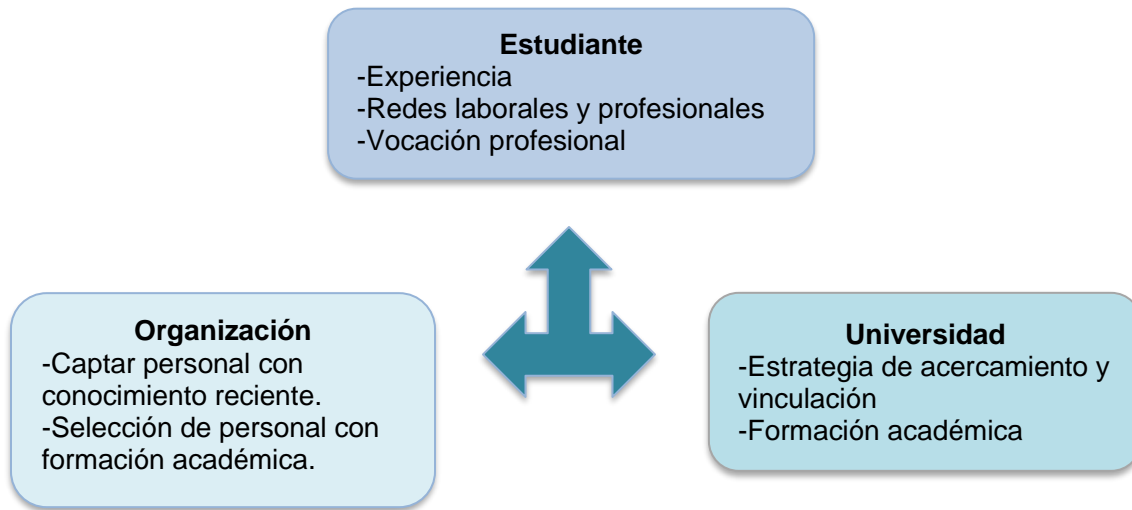 Estudiante
-Experiencia
-Redes laborales y profesionales
-Vocación profesional
Organización
-Captar personal con
conocimiento reciente.
-Selección de personal con
formación académica.
Universidad
-Estrategia de acercamiento y
vinculación
-Formación académica